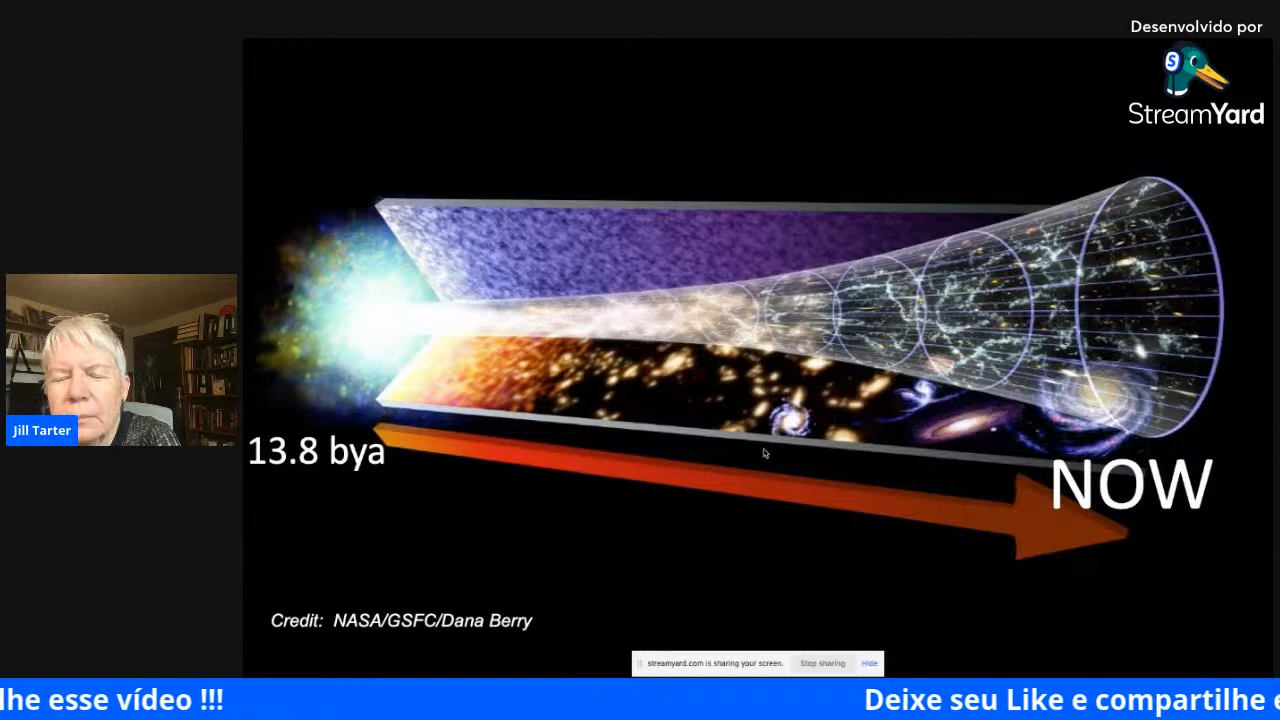 Desenvolvido por
S
StreamYard
Jill Tarter
13.8 bya
NOW
Credit: NASA/GSFC/Dana Berry
streamyard.com is sharing your screen. Stop sharing Hide
lhe esse vídeo !!! Deixe seu Like e compartilhe e